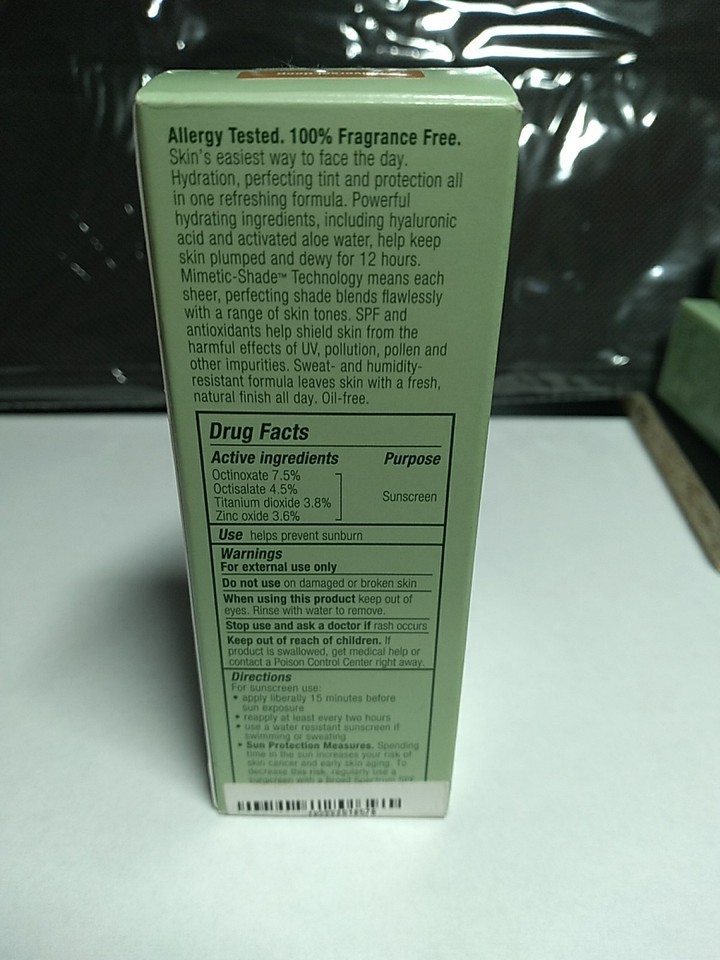 Allergy Tested. 100% Fragrance Free.
Skin's easiest way to face the day.
Hydration, perfecting tint and protection all
in one refreshing formula. Powerful
hydrating ingredients, including hyaluronic
acid and activated aloe water, help keep
skin plumped and dewy for 12 hours.
Mimetic-Shade™ Technology means each
sheer, perfecting shade blends flawlessly
with a range of skin tones. SPF and
antioxidants help shield skin from the
harmful effects of UV, pollution, pollen and
other impurities. Sweat- and humidity-
resistant formula leaves skin with a fresh,
natural finish all day. Oil-free.
Drug Facts
Active ingredients Purpose
Octinoxate 7.5%
Octisalate 4.5%
Titanium dioxide 3.8% Sunscreen
Zinc oxide 3.6%
Use helps prevent sunburn
Warnings
For external use only
Do not use on damaged or broken skin
When using this product keep out of
eyes. Rinse with water to remove.
Stop use and ask a doctor if rash occurs
Keep out of reach of children. If
product is swallowed, get medical help or
contact a Poison Control Center right away.
Directions
For sunscreen use:
• apply liberally 15 minutes before
sun exposure
• reapply at least every two hours
• use a water resistant sunscreen if
swimming or sweating
• Sun Protection Measures. Spending
time in the sun increases your risk of
skin cancer and early skin aging. To
decrease this risk, regularly use a
sunscreen with a Broad Spectrum SPF